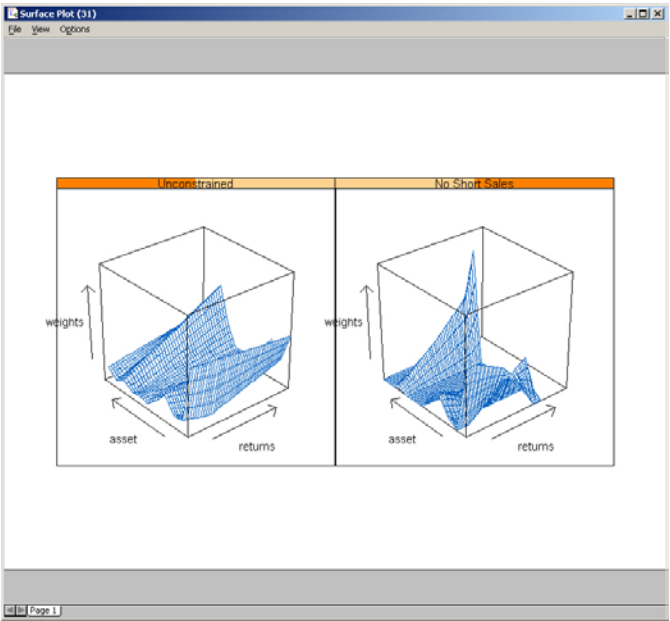 Surface Plot (31)
File View Options
Unconstrained
No Short Sales
weights
asset
returns
weights
asset
returns
Page 1